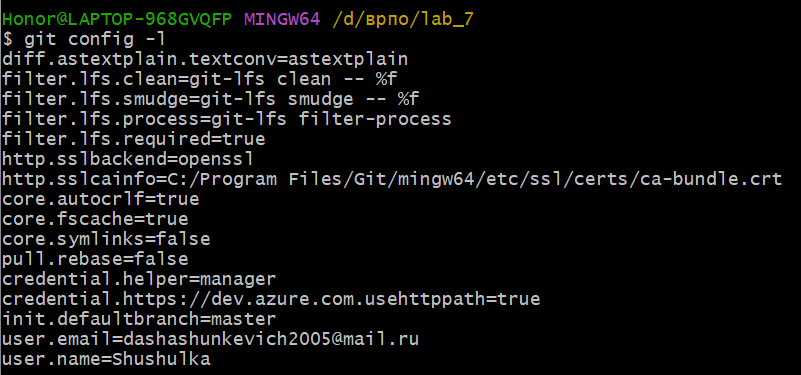 Honor@LAPTOP-968GVQFP MINGW64 /d/врпо/lab_7
$ git config -l
diff.astextplain.textconv=astextplain
filter.lfs.clean=git-lfs clean -- %f
filter.lfs.smudge=git-lfs smudge -- %f
filter.lfs.process=git-lfs filter-process
filter.lfs.required=true
http.sslbackend=openssl
http.sslcainfo=C:/Program Files/Git/mingw64/etc/ssl/certs/ca-bundle.crt
core.autocrlf=true
core.fscache=true
core.symlinks=false
pull.rebase=false
credential.helper=manager
credential.https://dev.azure.com.usehttppath=true
init.defaultbranch=master
user.email=dashashunkevich2005@mail.ru
user.name=Shushulka